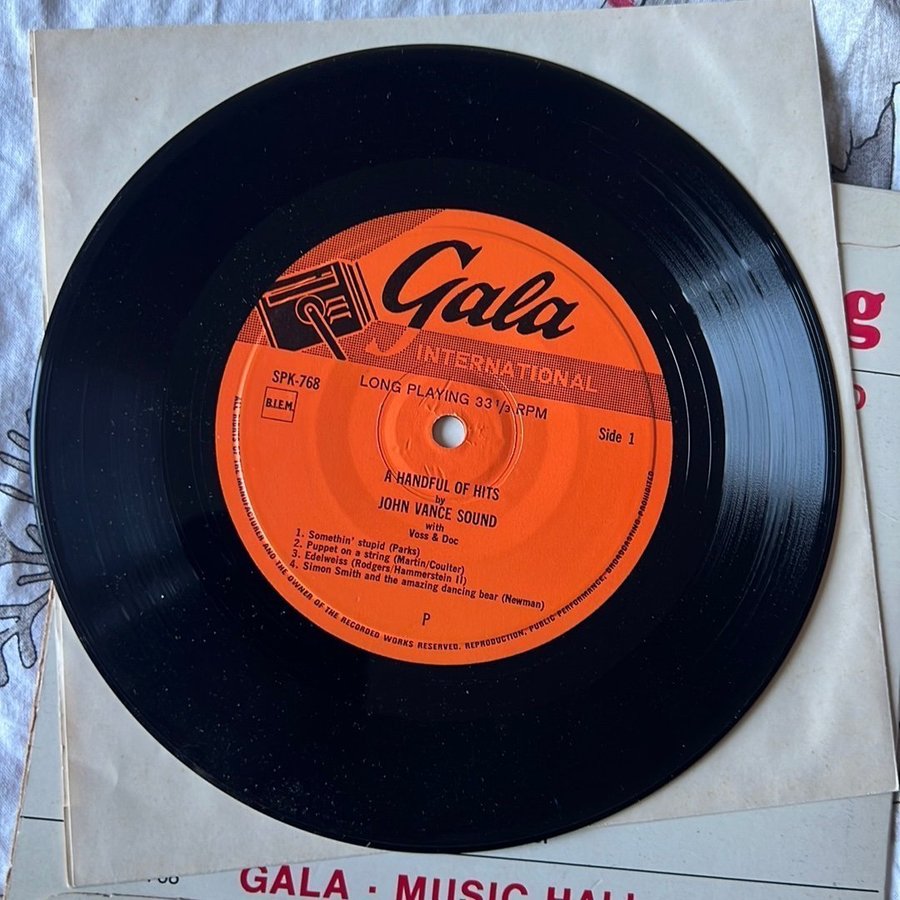 Gala
INTERNATIONAL
SPK-768
LONG PLAYING 33 1/3 RPM
B.I.E.M.
Side 1
A HANDFUL OF HITS
by
JOHN VANCE SOUND
with
Voss & Doc
1. Somethin' stupid (Parks)
2. Puppet on a string (Martin/Coulter)
3. Edelweiss (Rodgers/Hammerstein II)
4. Simon Smith and the amazing dancing bear (Newman)
P
ALL RIGHTS OF THE MANUFACTURER AND THE OWNER OF THE RECORDED WORKS RESERVED. REPRODUCTION, PUBLIC PERFORMANCE, BROADCASTING PROHIBITED
g
GALA · MUSIC HALL